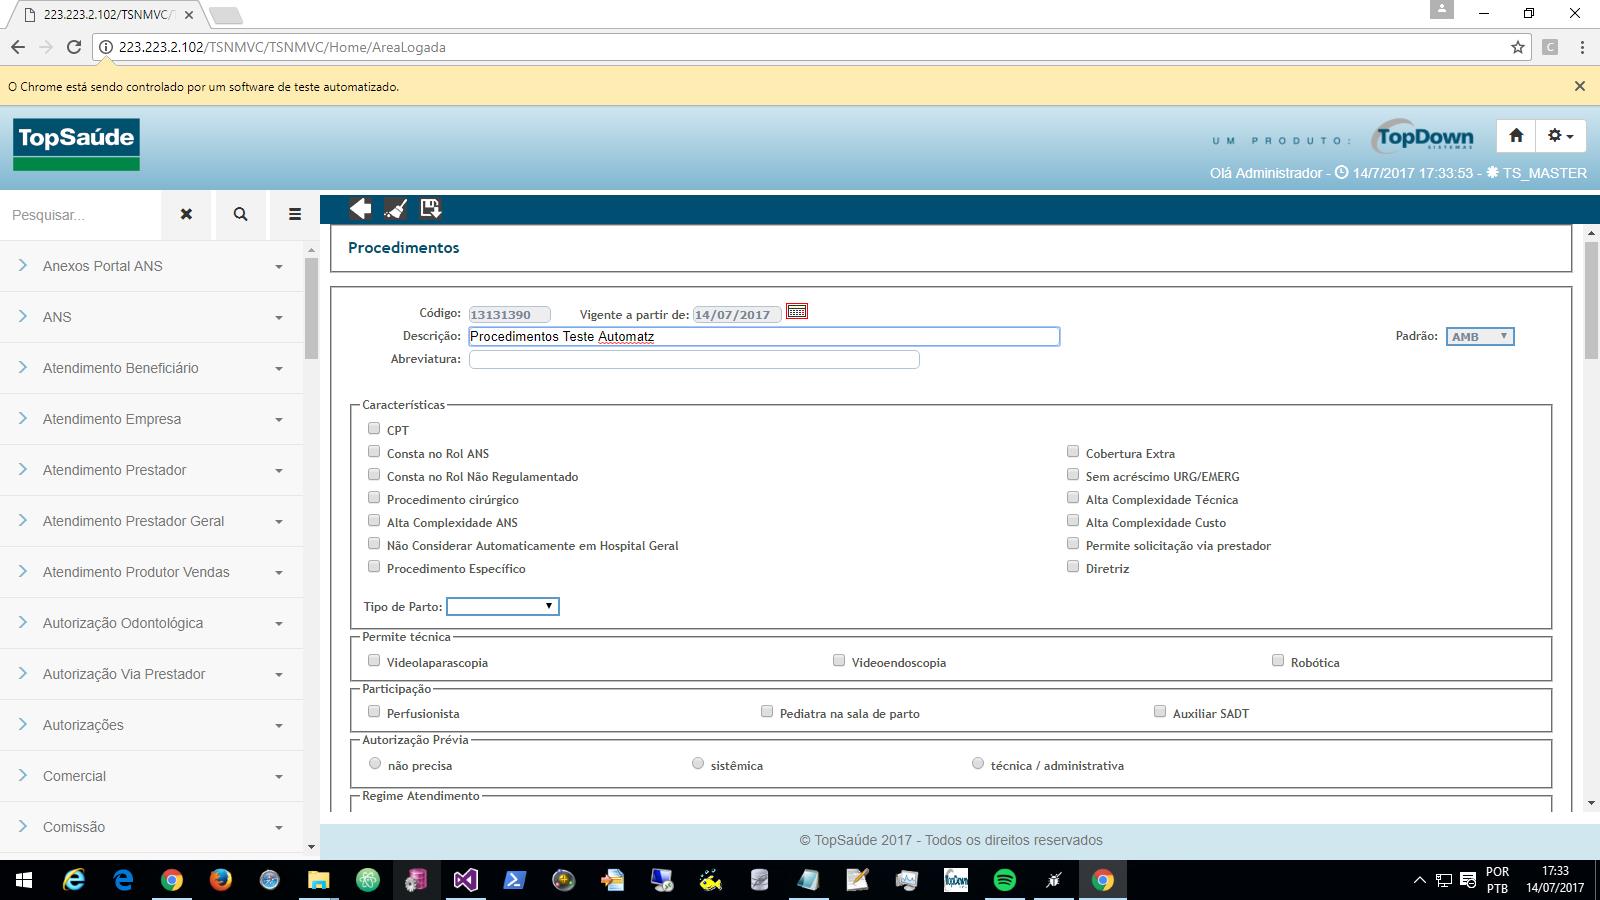 223.223.2.102/TSNMVC/T
223.223.2.102/TSNMVC/TSNMVC/Home/AreaLogada
C
O Chrome está sendo controlado por um software de teste automatizado.
TopSaúde
UM PRODUTO:
TopDown
SISTEMAS
Olá Administrador - 14/7/2017 17:33:53 - TS_MASTER
Pesquisar...
Anexos Portal ANS
ANS
Atendimento Beneficiário
Atendimento Empresa
Atendimento Prestador
Atendimento Prestador Geral
Atendimento Produtor Vendas
Autorização Odontológica
Autorização Via Prestador
Autorizações
Comercial
Comissão
Procedimentos
Código: 13131390 Vigente a partir de: 14/07/2017
Descrição: Procedimentos Teste Automatz Padrão: AMB
Abreviatura:
Características
CPT
Consta no Rol ANS Cobertura Extra
Consta no Rol Não Regulamentado Sem acréscimo URG/EMERG
Procedimento cirúrgico Alta Complexidade Técnica
Alta Complexidade ANS Alta Complexidade Custo
Não Considerar Automaticamente em Hospital Geral Permite solicitação via prestador
Procedimento Específico Diretriz
Tipo de Parto:
Permite técnica
Videolaparascopia Videoendoscopia Robótica
Participação
Perfusionista Pediatra na sala de parto Auxiliar SADT
Autorização Prévia
não precisa sistêmica técnica / administrativa
Regime Atendimento
© TopSaúde 2017 - Todos os direitos reservados
TopDown
POR
PTB
17:33
14/07/2017